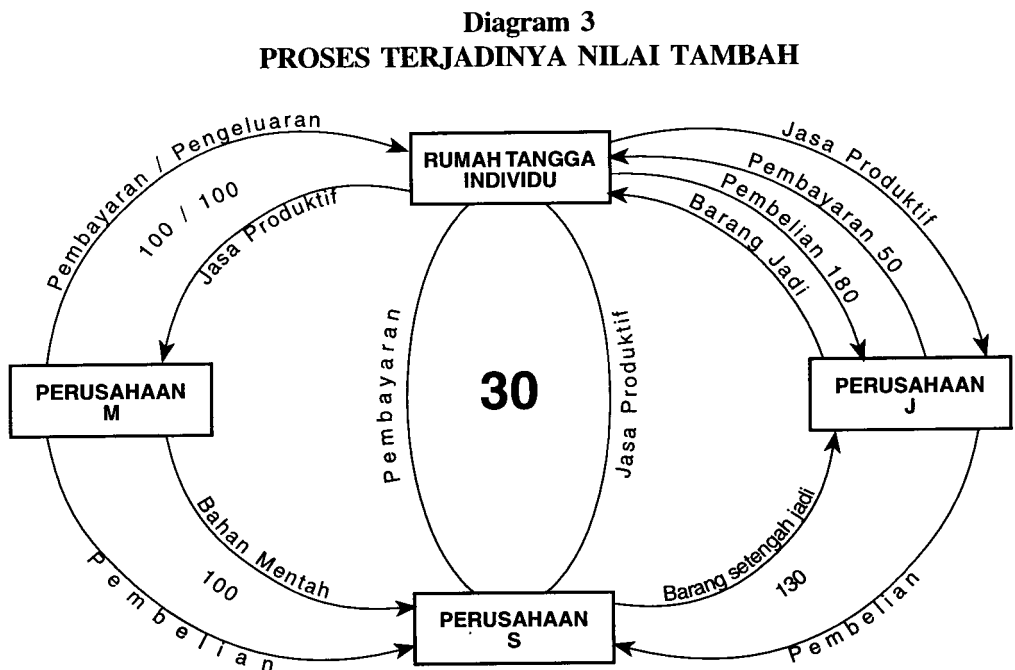 Diagram 3
PROSES TERJADINYA NILAI TAMBAH
Pembayaran / Pengeluaran
100 / 100
Jasa Produktif
RUMAH TANGGA
INDIVIDU
Jasa Produktif
Pembayaran 50
Pembelian 180
Barang Jadi
PERUSAHAAN
M
Pembayaran
30
Jasa Produktif
PERUSAHAAN
J
Bahan Mentah
100
Pembelian
PERUSAHAAN
S
Barang setengah jadi
130
Pembelian